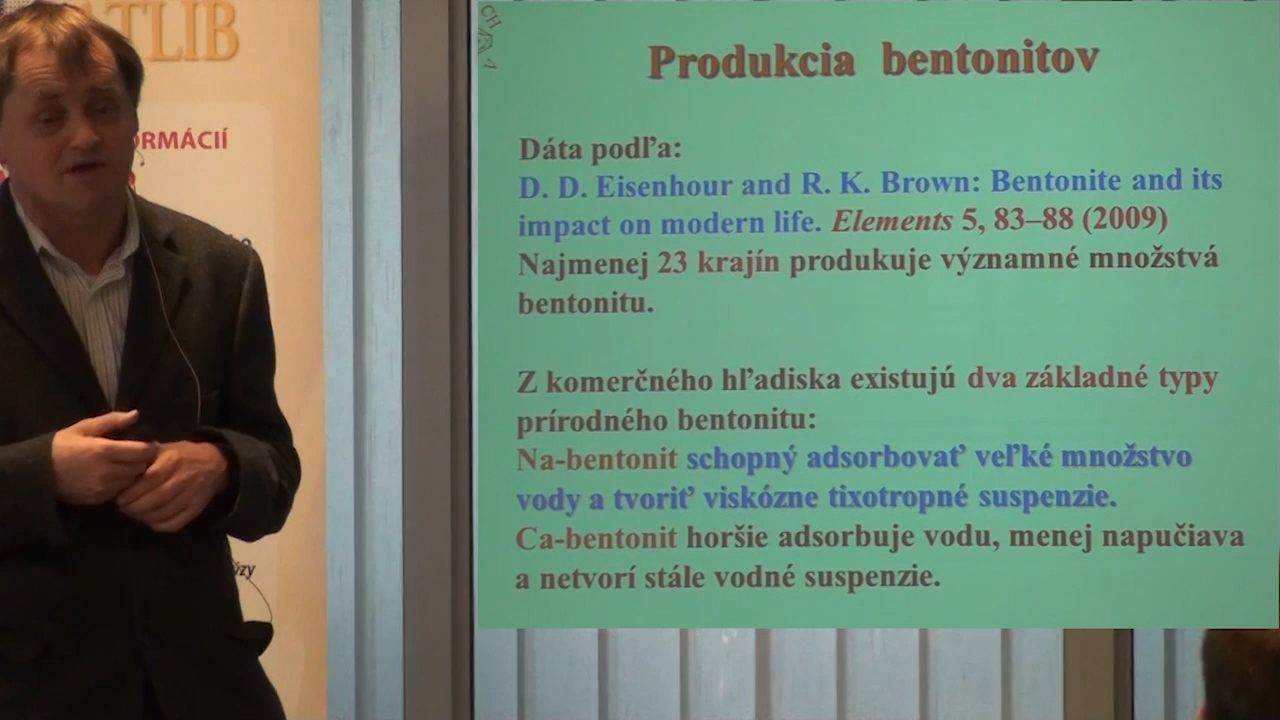 TLIB
ORMÁCIÍ
Produkcia bentonitov
Dáta podľa:
D. D. Eisenhour and R. K. Brown: Bentonite and its
impact on modern life. Elements 5, 83–88 (2009)
Najmenej 23 krajín produkuje významné množstvá
bentonitu.
Z komerčného hľadiska existujú dva základné typy
prírodného bentonitu:
Na-bentonit schopný adsorbovať veľké množstvo
vody a tvoriť viskózne tixotropné suspenzie.
Ca-bentonit horšie adsorbuje vodu, menej napučiava
a netvorí stále vodné suspenzie.